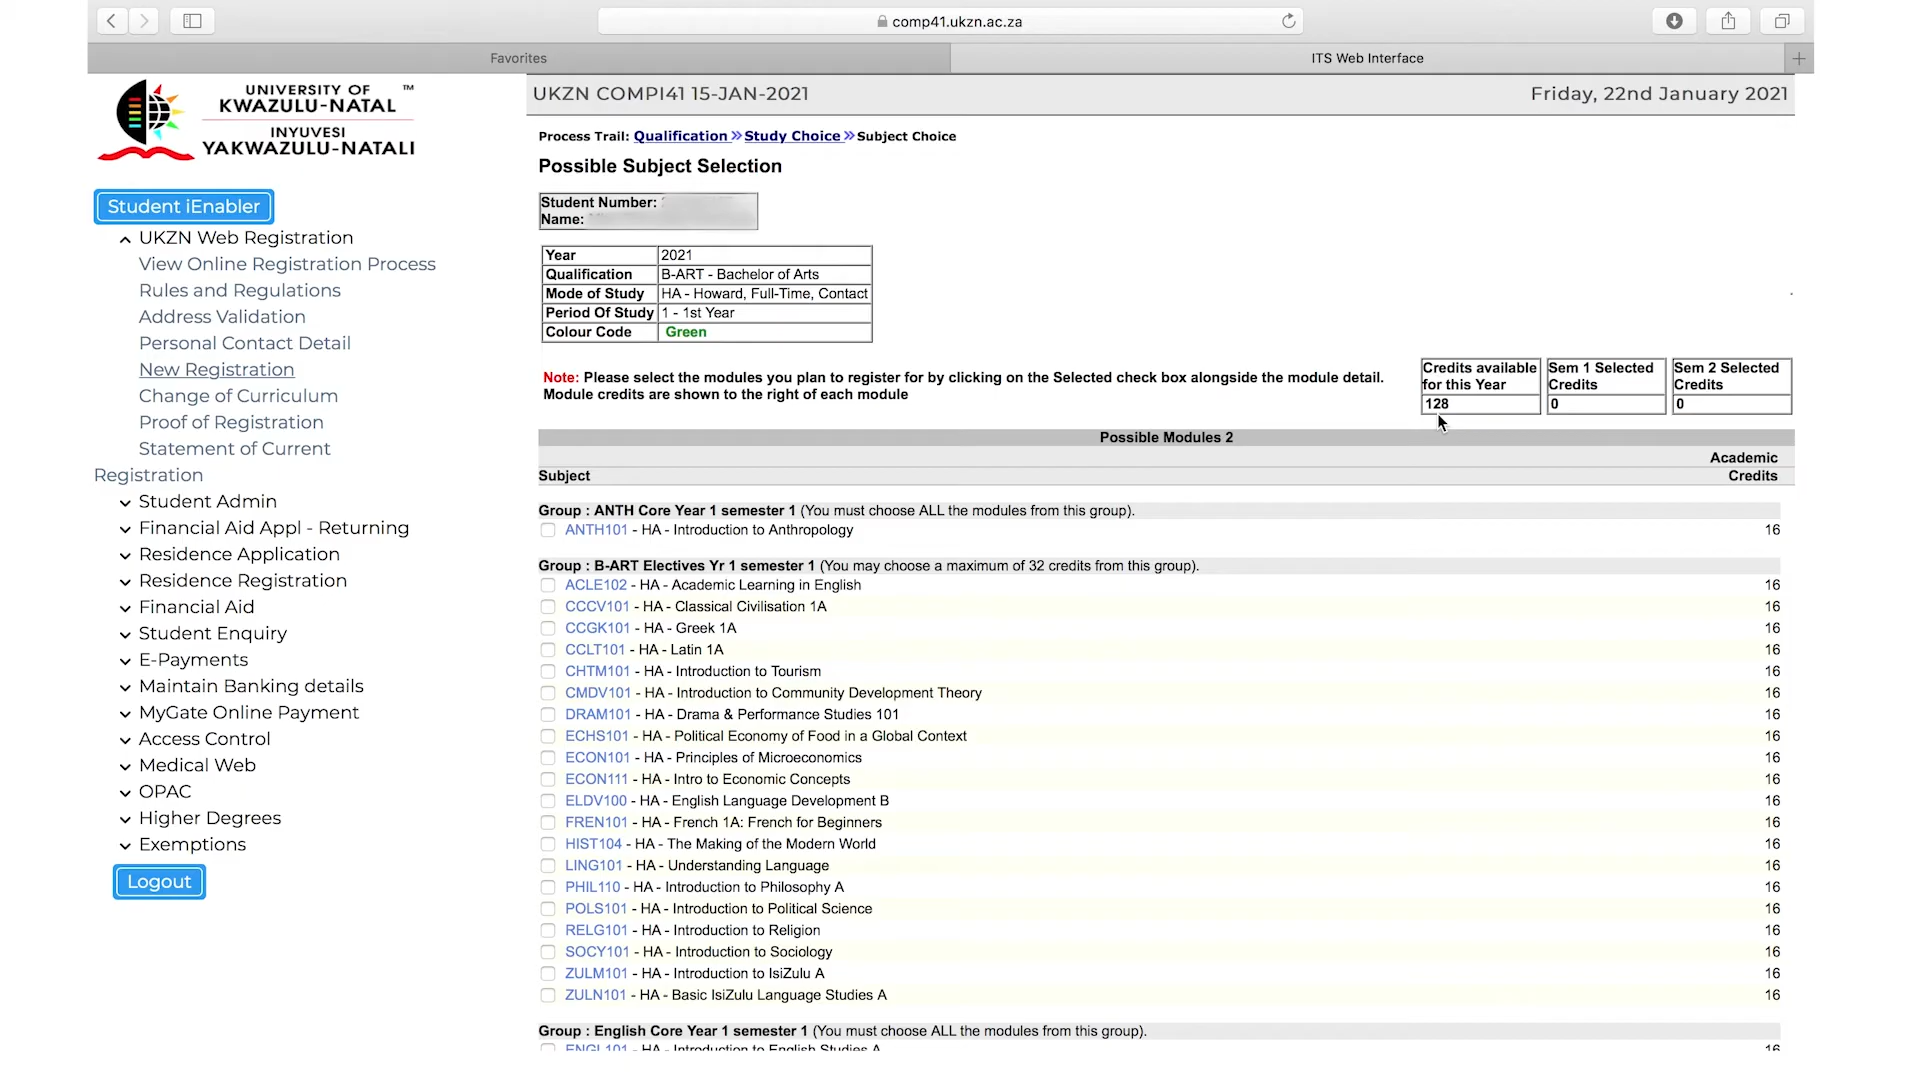 comp41.ukzn.ac.za
Favorites
ITS Web Interface
UNIVERSITY OF ™
KWAZULU-NATAL
INYUVESI
YAKWAZULU-NATALI
UKZN COMPI41 15-JAN-2021
Friday, 22nd January 2021
Process Trail: Qualification » Study Choice » Subject Choice
Possible Subject Selection
Student Number:
Name:
Year 2021
Qualification B-ART - Bachelor of Arts
Mode of Study HA - Howard, Full-Time, Contact
Period Of Study 1 - 1st Year
Colour Code Green
Note: Please select the modules you plan to register for by clicking on the Selected check box alongside the module detail.
Module credits are shown to the right of each module
Credits available for this Year
128
Sem 1 Selected Credits
0
Sem 2 Selected Credits
0
Student iEnabler
UKZN Web Registration
View Online Registration Process
Rules and Regulations
Address Validation
Personal Contact Detail
New Registration
Change of Curriculum
Proof of Registration
Statement of Current
Registration
Student Admin
Financial Aid Appl - Returning
Residence Application
Residence Registration
Financial Aid
Student Enquiry
E-Payments
Maintain Banking details
MyGate Online Payment
Access Control
Medical Web
OPAC
Higher Degrees
Exemptions
Logout
Possible Modules 2
Subject
Academic Credits
Group : ANTH Core Year 1 semester 1 (You must choose ALL the modules from this group).
ANTH101 - HA - Introduction to Anthropology 16
Group : B-ART Electives Yr 1 semester 1 (You may choose a maximum of 32 credits from this group).
ACLE102 - HA - Academic Learning in English 16
CCCV101 - HA - Classical Civilisation 1A 16
CCGK101 - HA - Greek 1A 16
CCLT101 - HA - Latin 1A 16
CHTM101 - HA - Introduction to Tourism 16
CMDV101 - HA - Introduction to Community Development Theory 16
DRAM101 - HA - Drama & Performance Studies 101 16
ECHS101 - HA - Political Economy of Food in a Global Context 16
ECON101 - HA - Principles of Microeconomics 16
ECON111 - HA - Intro to Economic Concepts 16
ELDV100 - HA - English Language Development B 16
FREN101 - HA - French 1A: French for Beginners 16
HIST104 - HA - The Making of the Modern World 16
LING101 - HA - Understanding Language 16
PHIL110 - HA - Introduction to Philosophy A 16
POLS101 - HA - Introduction to Political Science 16
RELG101 - HA - Introduction to Religion 16
SOCY101 - HA - Introduction to Sociology 16
ZULM101 - HA - Introduction to IsiZulu A 16
ZULN101 - HA - Basic IsiZulu Language Studies A 16
Group : English Core Year 1 semester 1 (You must choose ALL the modules from this group).
ENGL101 - HA - Introduction to English Studies A 16